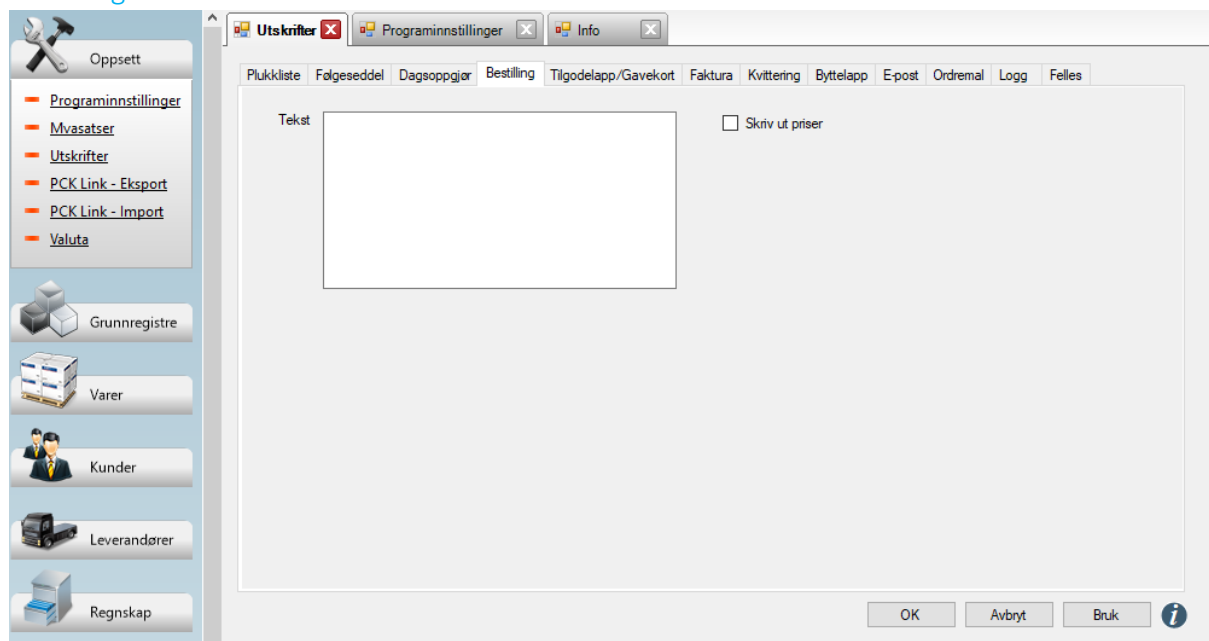 Oppsett
Programinnstillinger
Mvasatser
Utskrifter
PCK Link - Eksport
PCK Link - Import
Valuta
Grunnregistre
Varer
Kunder
Leverandører
Regnskap
Utskrifter Programinnstillinger Info
Plukkliste Følgeseddel Dagsoppgjør Bestilling Tilgodelapp/Gavekort Faktura Kvittering Byttelapp E-post Ordremal Logg Felles
Tekst Skriv ut priser
OK Avbryt Bruk